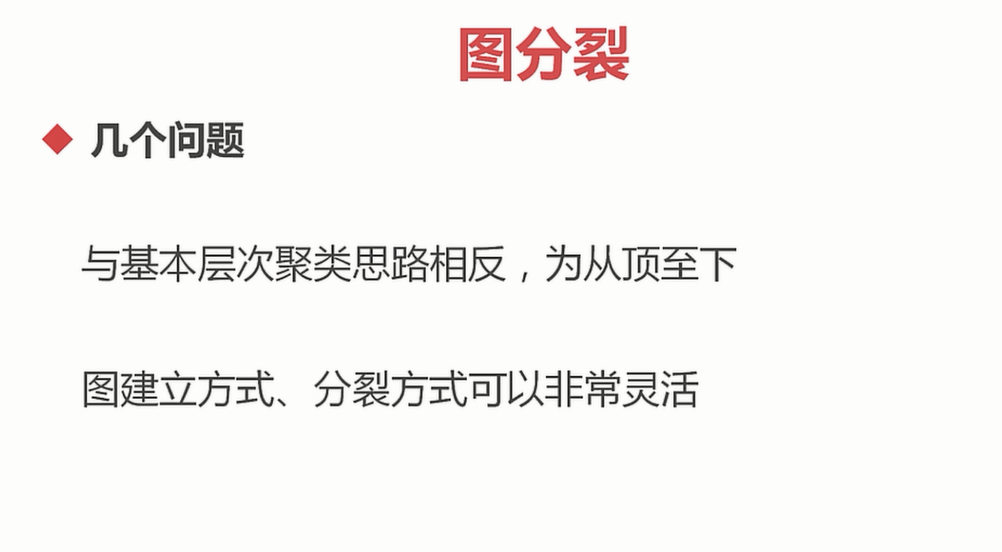 图分裂
几个问题
与基本层次聚类思路相反，为从顶至下
图建立方式、分裂方式可以非常灵活